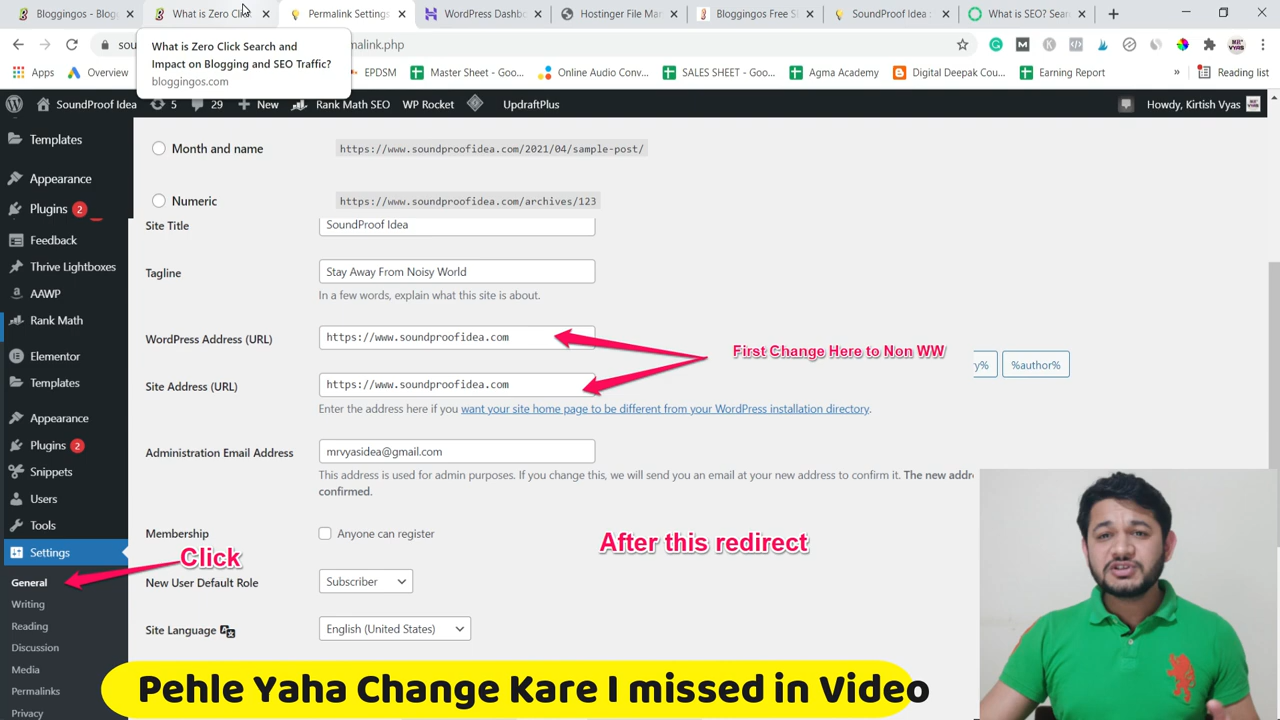 Bloggingos - Blog
What is Zero Clic
Permalink Settings
WordPress Dashb
Hostinger File Ma
Bloggingos Free S
SoundProof Idea :
What is SEO? Sear
sou
malink.php
What is Zero Click Search and
Impact on Blogging and SEO Traffic?
bloggingos.com
Apps
Overview
EPDSM
Master Sheet - Goo...
Online Audio Conv...
SALES SHEET - Goo...
Agma Academy
Digital Deepak Cou...
Earning Report
»
Reading list
SoundProof Idea
5
29
New
Rank Math SEO
WP Rocket
UpdraftPlus
Howdy, Kirtish Vyas
Templates
Appearance
Plugins 2
Feedback
Thrive Lightboxes
AAWP
Rank Math
Elementor
Templates
Appearance
Plugins 2
Snippets
Users
Tools
Settings
General
Writing
Reading
Discussion
Media
Permalinks
Privacy
Month and name
https://www.soundproofidea.com/2021/04/sample-post/
Numeric
https://www.soundproofidea.com/archives/123
Site Title
SoundProof Idea
Tagline
Stay Away From Noisy World
In a few words, explain what this site is about.
WordPress Address (URL)
https://www.soundproofidea.com
First Change Here to Non WW
y%
%author%
Site Address (URL)
https://www.soundproofidea.com
Enter the address here if you want your site home page to be different from your WordPress installation directory.
Administration Email Address
mrvyasidea@gmail.com
This address is used for admin purposes. If you change this, we will send you an email at your new address to confirm it. The new addr
confirmed.
Membership
Anyone can register
After this redirect
Click
New User Default Role
Subscriber
Site Language
English (United States)
Pehle Yaha Change Kare I missed in Video